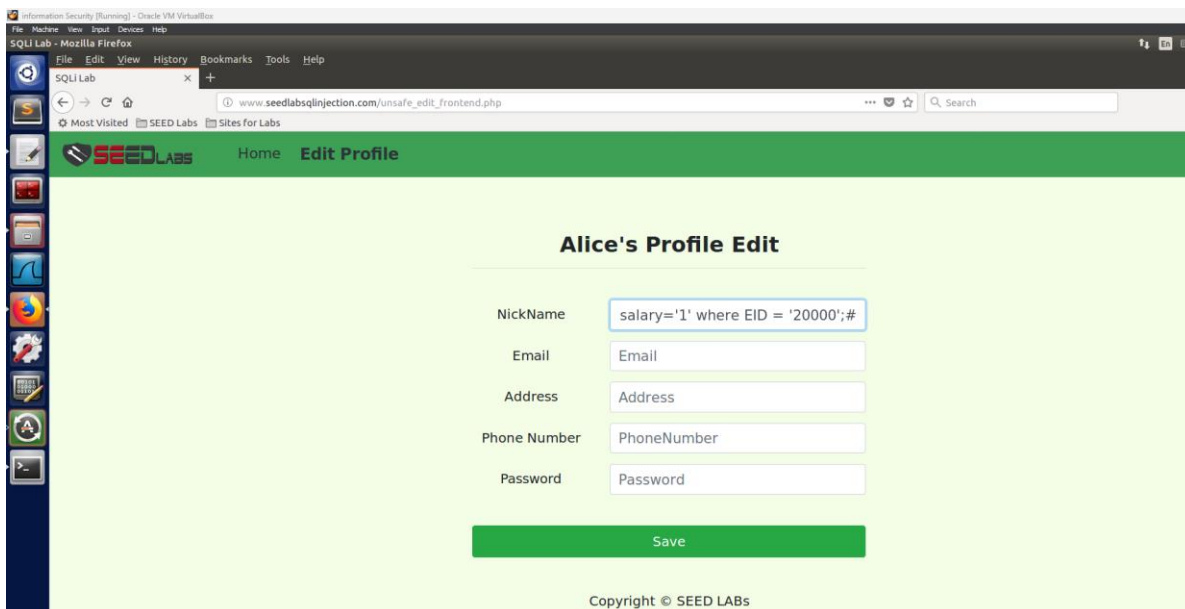 information Security [Running] - Oracle VM VirtualBox
File Machine View Input Devices Help
SQLi Lab - Mozilla Firefox
En
File Edit View History Bookmarks Tools Help
SQLi Lab
www.seedlabsqlinjection.com/unsafe_edit_frontend.php
Search
Most Visited SEED Labs Sites for Labs
SEEDLABS Home Edit Profile
Alice's Profile Edit
NickName salary='1' where EID = '20000';#
Email Email
Address Address
Phone Number PhoneNumber
Password Password
Save
Copyright © SEED LABs